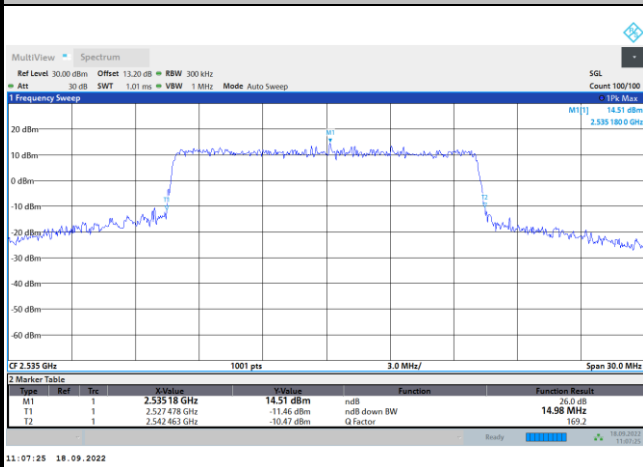 MultiView Spectrum
Ref Level 30.00 dBm Offset 13.20 dB RBW 300 kHz SGL
Att 30 dB SWT 1.01 ms VBW 1 MHz Mode Auto Sweep Count 100/100
1 Frequency Sweep 1Pk Max
M1[1] 14.51 dBm
2.535 180 0 GHz
M1
20 dBm
10 dBm
0 dBm
-10 dBm
T1 T2
-20 dBm
-30 dBm
-40 dBm
-50 dBm
-60 dBm
CF 2.535 GHz 1001 pts 3.0 MHz/ Span 30.0 MHz
2 Marker Table
Type Ref Trc X-Value Y-Value Function Function Result
M1 1 2.535 18 GHz 14.51 dBm ndB 26.0 dB
T1 1 2.527 478 GHz -11.46 dBm ndB down BW 14.98 MHz
T2 1 2.542 463 GHz -10.47 dBm Q Factor 169.2
Ready 18.09.2022
11:07:25
11:07:25 18.09.2022